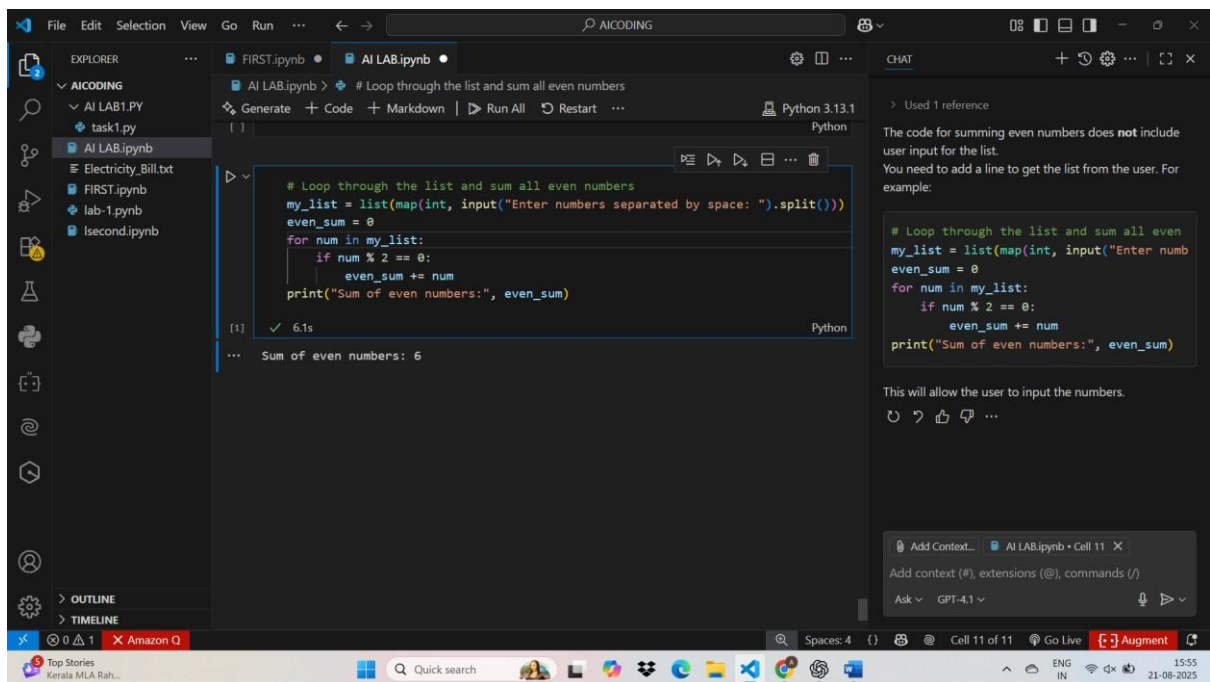 File Edit Selection View Go Run ... AICODING
EXPLORER ...
AICODING
AI LAB1.PY
task1.py
AI LAB.ipynb
Electricity_Bill.txt
FIRST.ipynb
lab-1.pynb
lsecond.ipynb
OUTLINE
TIMELINE
FIRST.ipynb AI LAB.ipynb ...
AI LAB.ipynb > # Loop through the list and sum all even numbers
Generate + Code + Markdown | Run All Restart ... Python 3.13.1
[ ] Python
# Loop through the list and sum all even numbers
my_list = list(map(int, input("Enter numbers separated by space: ").split()))
even_sum = 0
for num in my_list:
if num % 2 == 0:
even_sum += num
print("Sum of even numbers:", even_sum)
[1] ✓ 6.1s Python
... Sum of even numbers: 6
CHAT
> Used 1 reference
The code for summing even numbers does not include
user input for the list.
You need to add a line to get the list from the user. For
example:
# Loop through the list and sum all even
my_list = list(map(int, input("Enter numb
even_sum = 0
for num in my_list:
if num % 2 == 0:
even_sum += num
print("Sum of even numbers:", even_sum)
This will allow the user to input the numbers.
Add Context... AI LAB.ipynb • Cell 11 ×
Add context (#), extensions (@), commands (/)
Ask GPT-4.1
0 1 Amazon Q Spaces: 4 {} Cell 11 of 11 Go Live Augment
5 Top Stories
Kerala MLA Rah...
Quick search
ENG
IN
15:55
21-08-2025